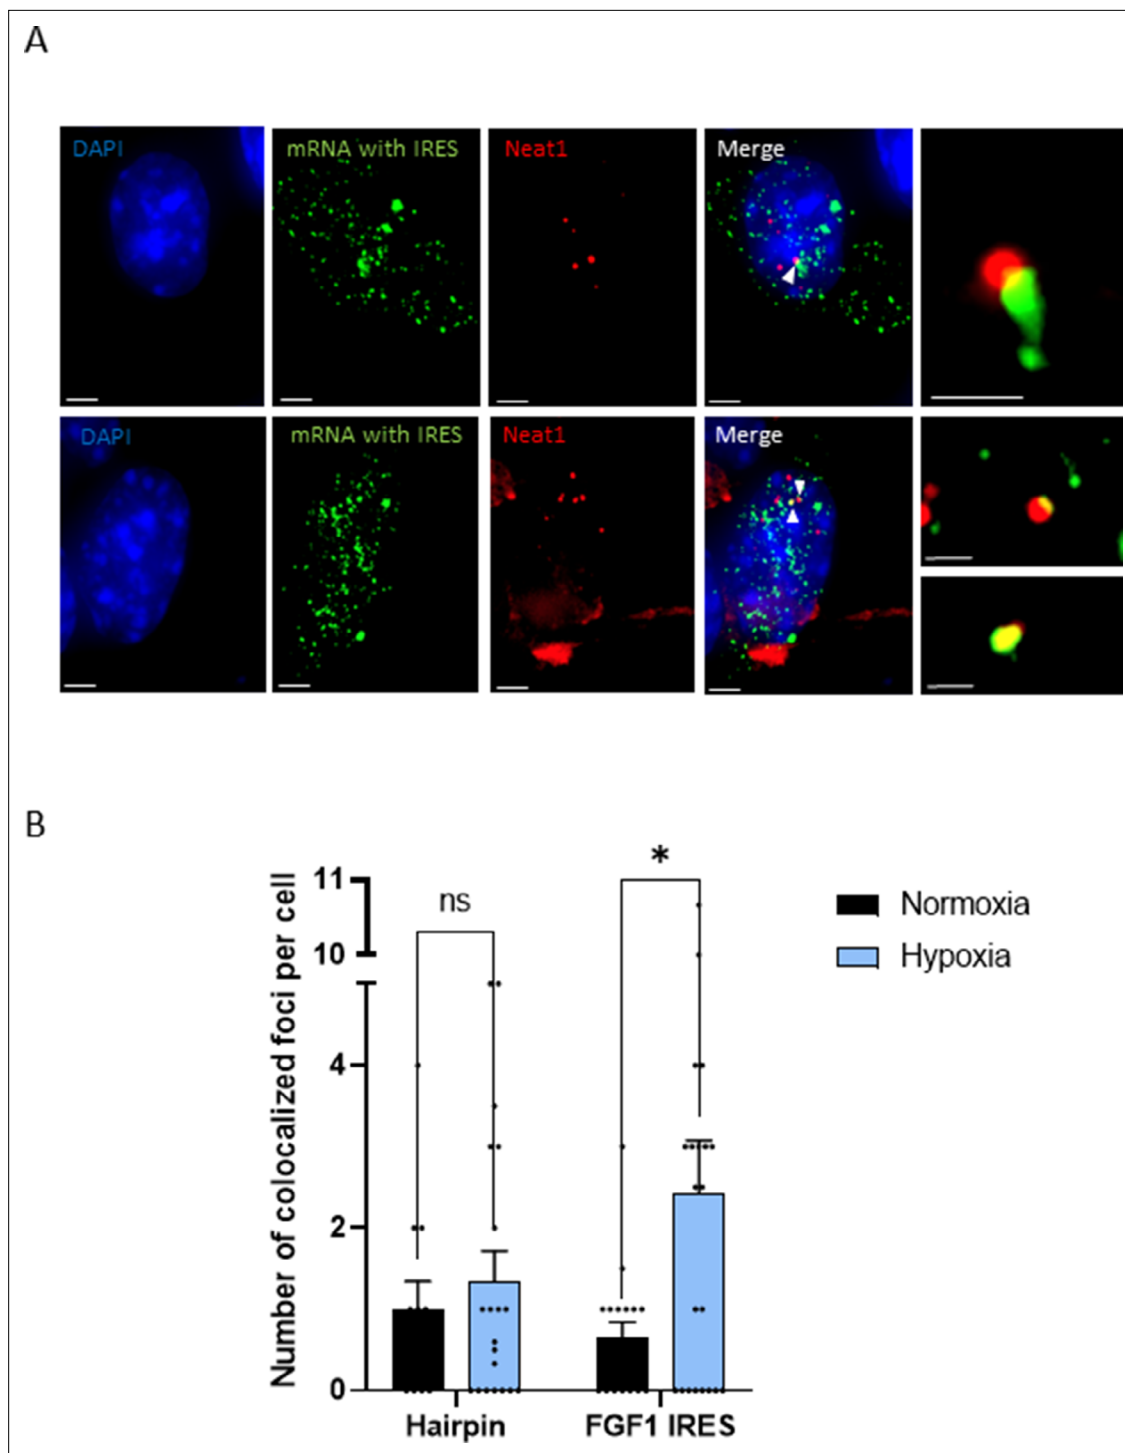 A
DAPI mRNA with IRES Neat1 Merge
DAPI mRNA with IRES Neat1 Merge
B
Number of colocalized foci per cell
11
10
4
2
0
ns
*
Normoxia
Hypoxia
Hairpin FGF1 IRES